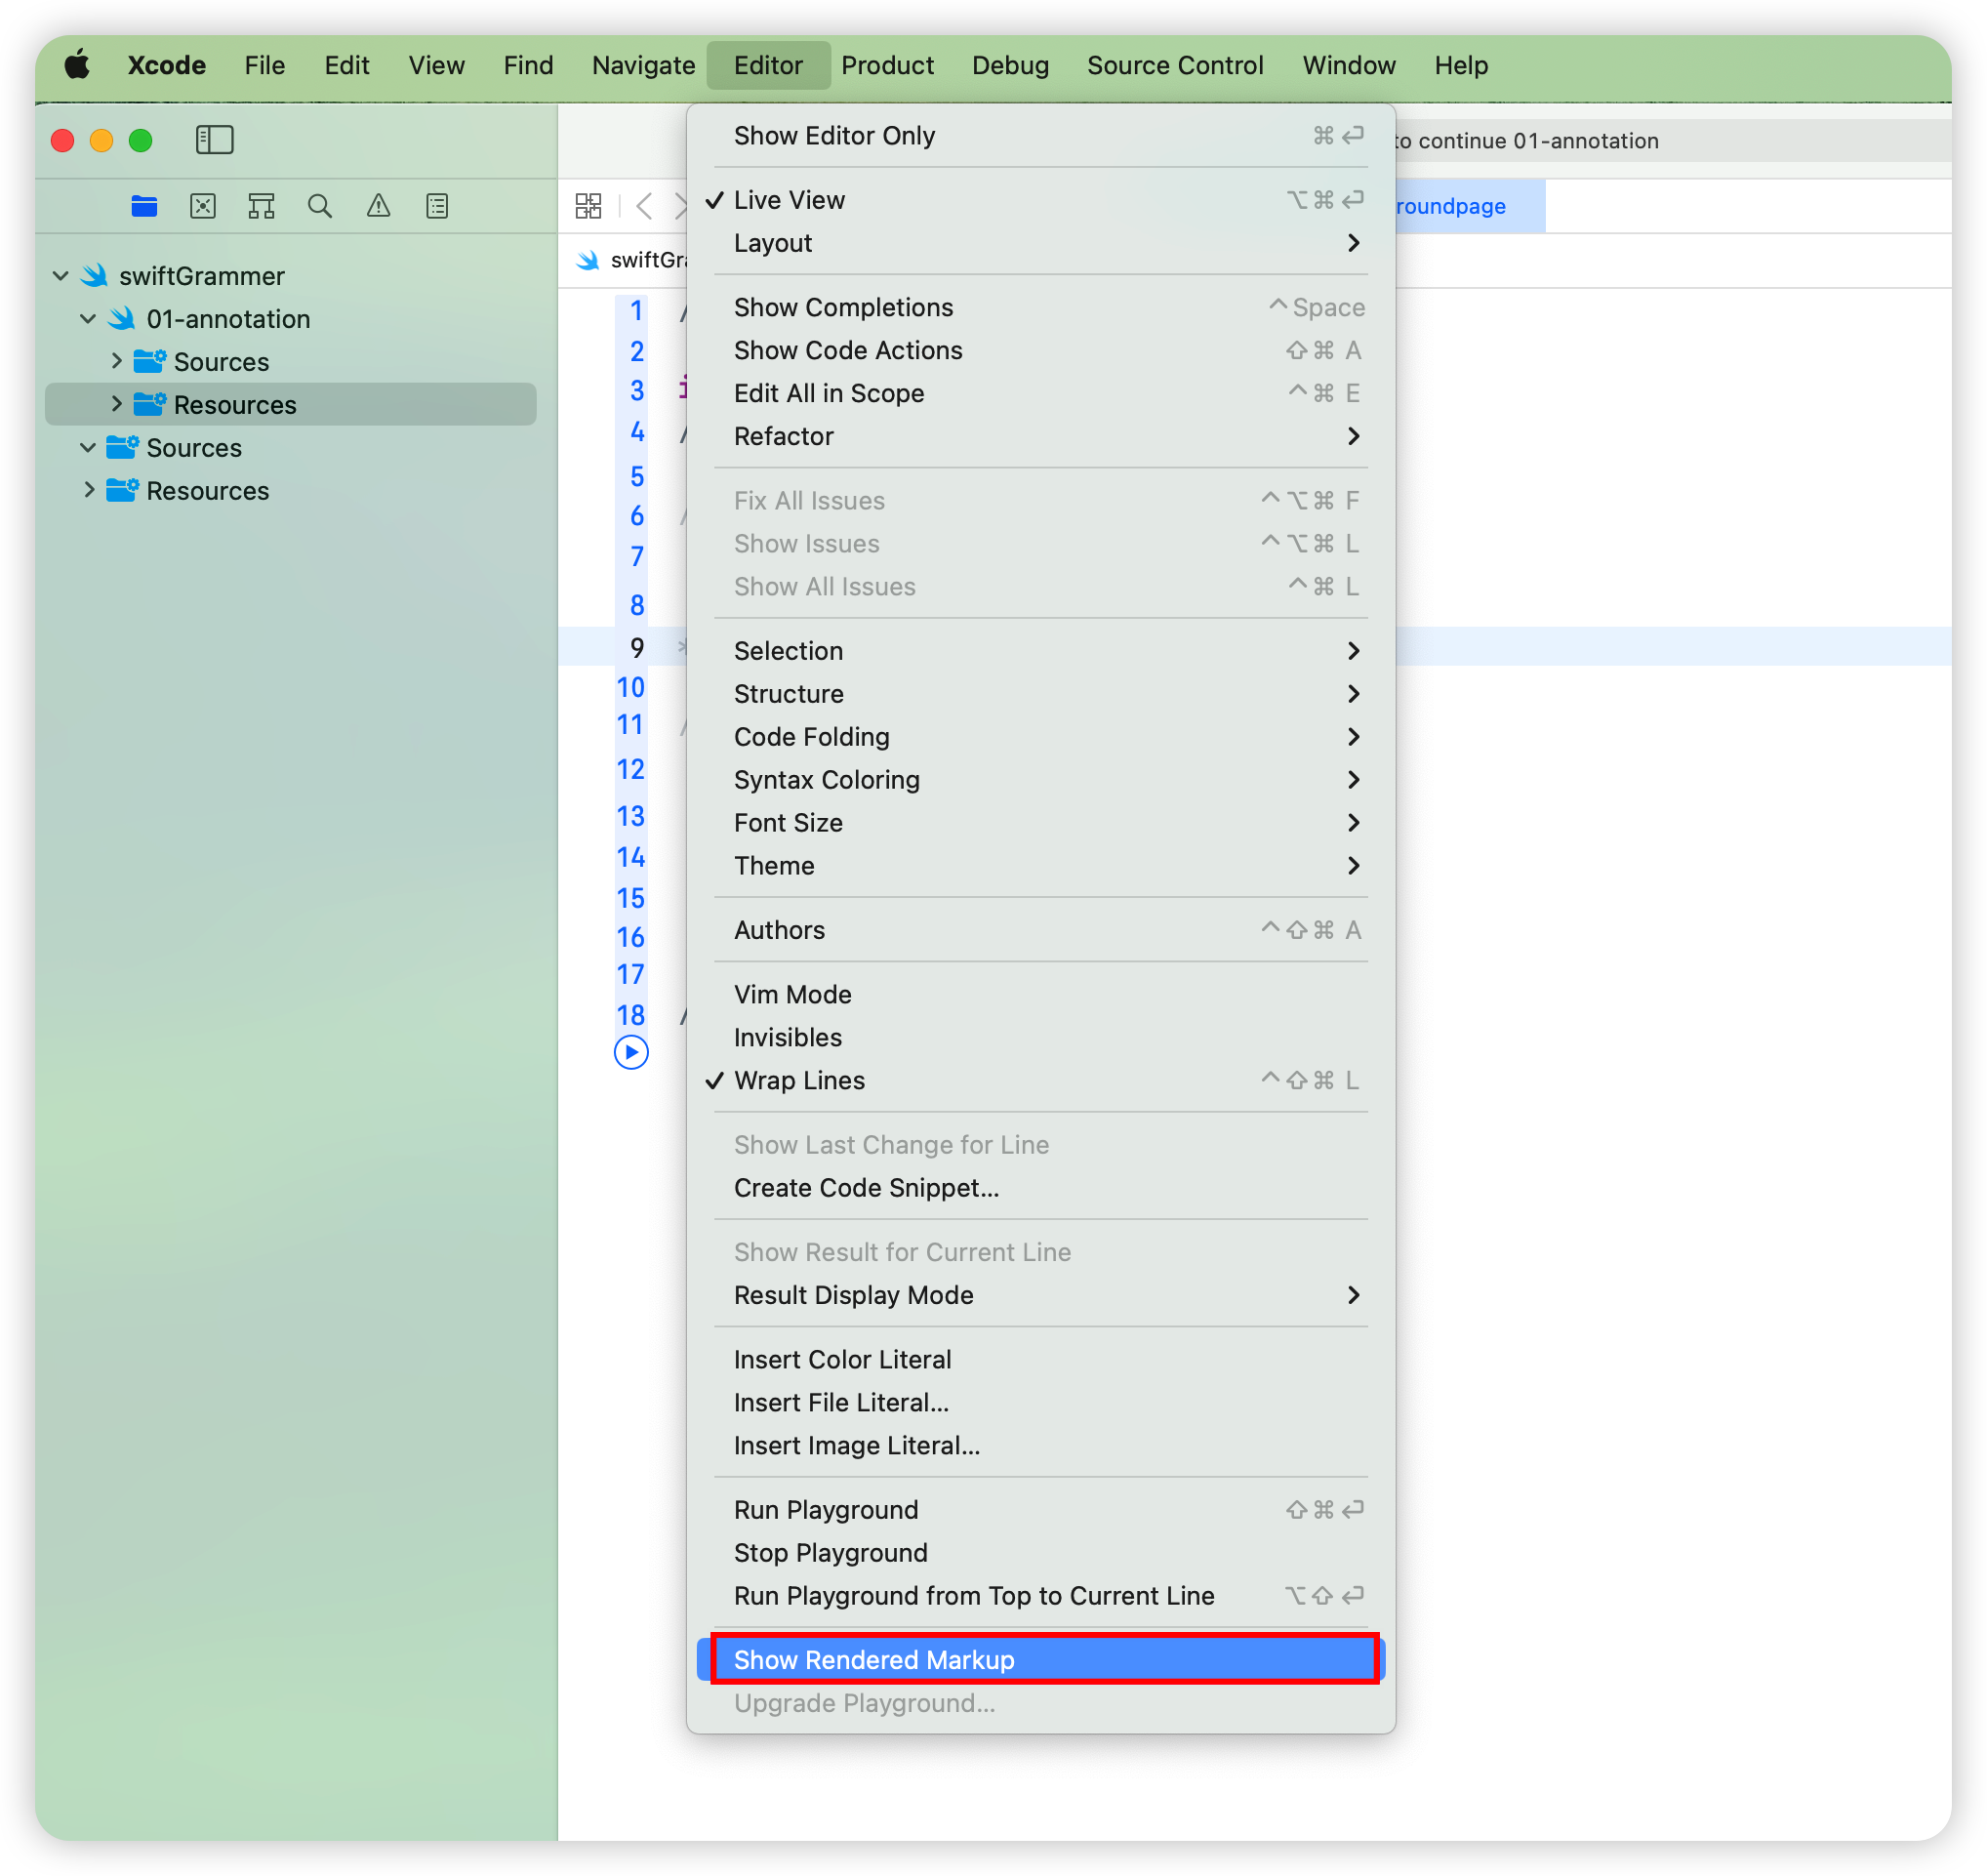 Xcode File Edit View Find Navigate Editor Product Debug Source Control Window Help
to continue 01-annotation
roundpage
swiftGrammer
01-annotation
Sources
Resources
Sources
Resources
swiftGra
1
2
3
4
5
6
7
8
9
10
11
12
13
14
15
16
17
18
Show Editor Only ⌘ ↩
✓ Live View ⌥ ⌘ ↩
Layout >
Show Completions ^ Space
Show Code Actions ⇧ ⌘ A
Edit All in Scope ^ ⌘ E
Refactor >
Fix All Issues ^ ⌥ ⌘ F
Show Issues ^ ⌥ ⌘ L
Show All Issues ^ ⌘ L
Selection >
Structure >
Code Folding >
Syntax Coloring >
Font Size >
Theme >
Authors ^ ⇧ ⌘ A
Vim Mode
Invisibles
✓ Wrap Lines ^ ⇧ ⌘ L
Show Last Change for Line
Create Code Snippet...
Show Result for Current Line
Result Display Mode >
Insert Color Literal
Insert File Literal...
Insert Image Literal...
Run Playground ⇧ ⌘ ↩
Stop Playground
Run Playground from Top to Current Line ⌥ ⇧ ↩
Show Rendered Markup
Upgrade Playground...